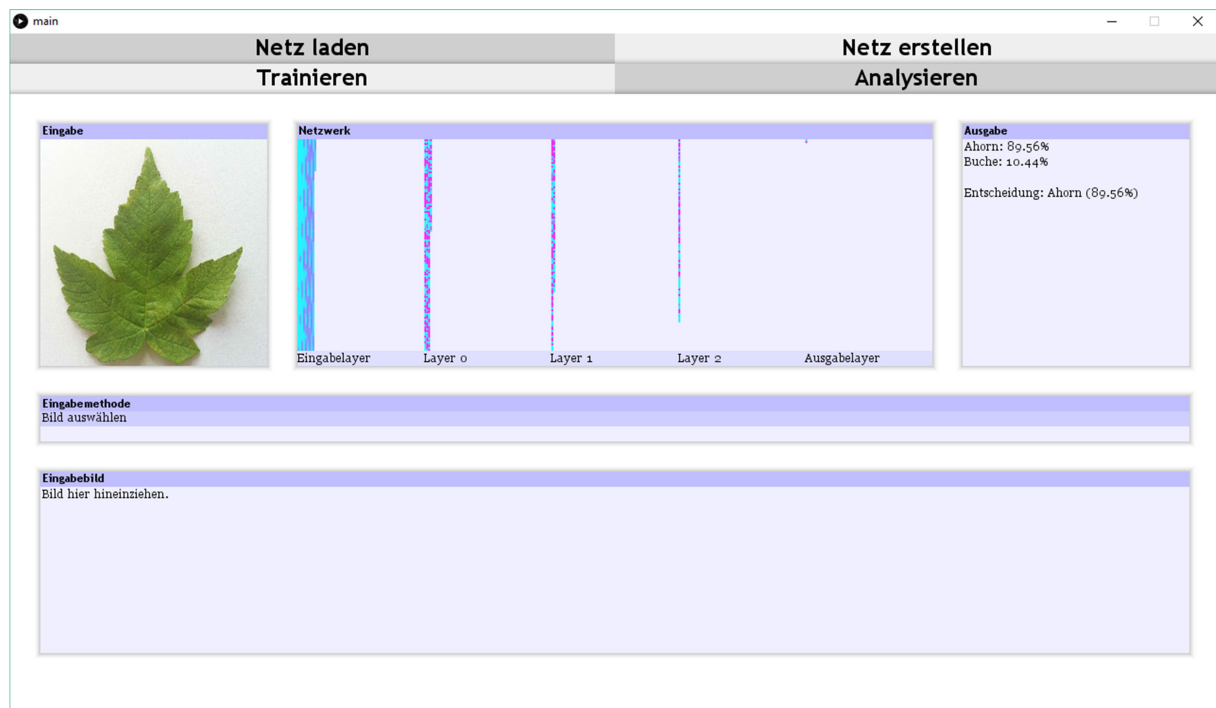 main
Netz laden
Netz erstellen
Trainieren
Analysieren
Eingabe
Netzwerk
Eingabelayer
Layer 0
Layer 1
Layer 2
Ausgabelayer
Ausgabe
Ahorn: 89.56%
Buche: 10.44%
Entscheidung: Ahorn (89.56%)
Eingabemethode
Bild auswählen
Eingabebild
Bild hier hineinziehen.